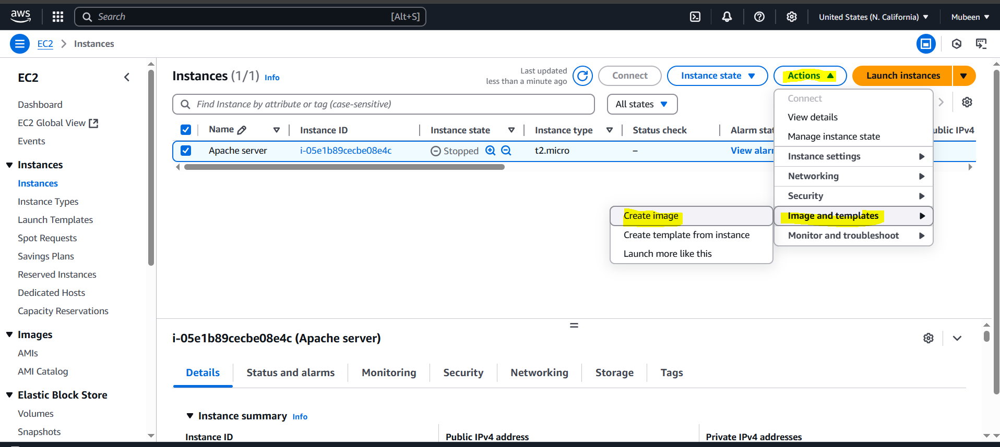 aws
Search [Alt+S]
United States (N. California) ▼
Mubeen ▼
EC2 > Instances
EC2
Dashboard
EC2 Global View
Events
Instances
Instances
Instance Types
Launch Templates
Spot Requests
Savings Plans
Reserved Instances
Dedicated Hosts
Capacity Reservations
Images
AMIs
AMI Catalog
Elastic Block Store
Volumes
Snapshots
Instances (1/1) Info
Last updated
less than a minute ago
Connect
Instance state
Actions
Launch instances
Find Instance by attribute or tag (case-sensitive)
All states
Name Instance ID Instance state Instance type Status check Alarm stat ublic IPv4
Apache server i-05e1b89cecbe08e4c Stopped t2.micro – View alarr
Connect
View details
Manage instance state
Instance settings
Networking
Security
Image and templates
Monitor and troubleshoot
Create image
Create template from instance
Launch more like this
i-05e1b89cecbe08e4c (Apache server)
Details Status and alarms Monitoring Security Networking Storage Tags
Instance summary Info
Instance ID Public IPv4 address Private IPv4 addresses